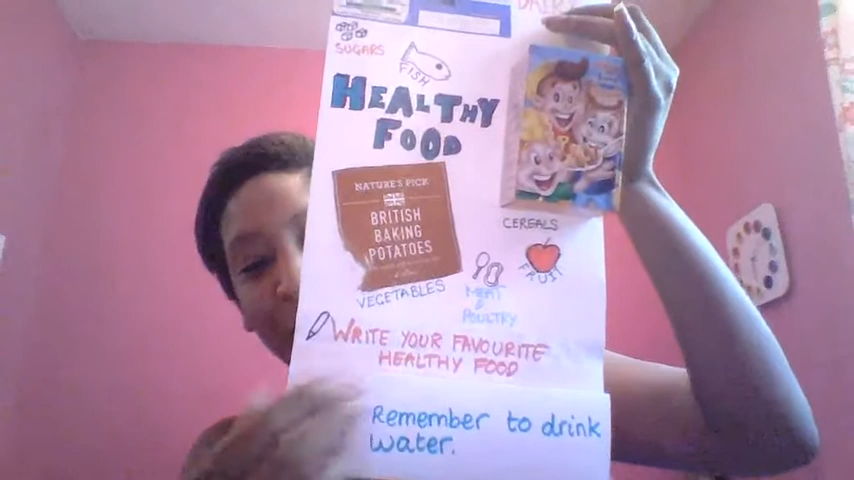 DAIRY
SUGARS
FISH
HEALTHY
FOOD
NATURE'S PICK
BRITISH
BAKING
POTATOES
CEREALS
FRUIT
VEGETABLES
MEAT
&
POULTRY
WRITE YOUR FAVOURITE
HEALTHY FOOD
Remember to drink
water.